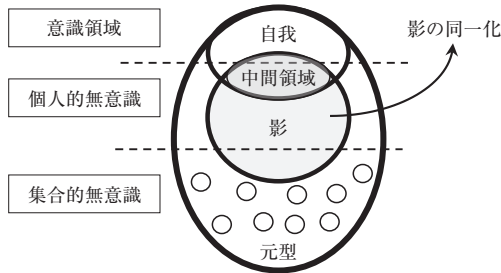 意識領域
自我
影の同一化
中間領域
個人的無意識
影
集合的無意識
元型